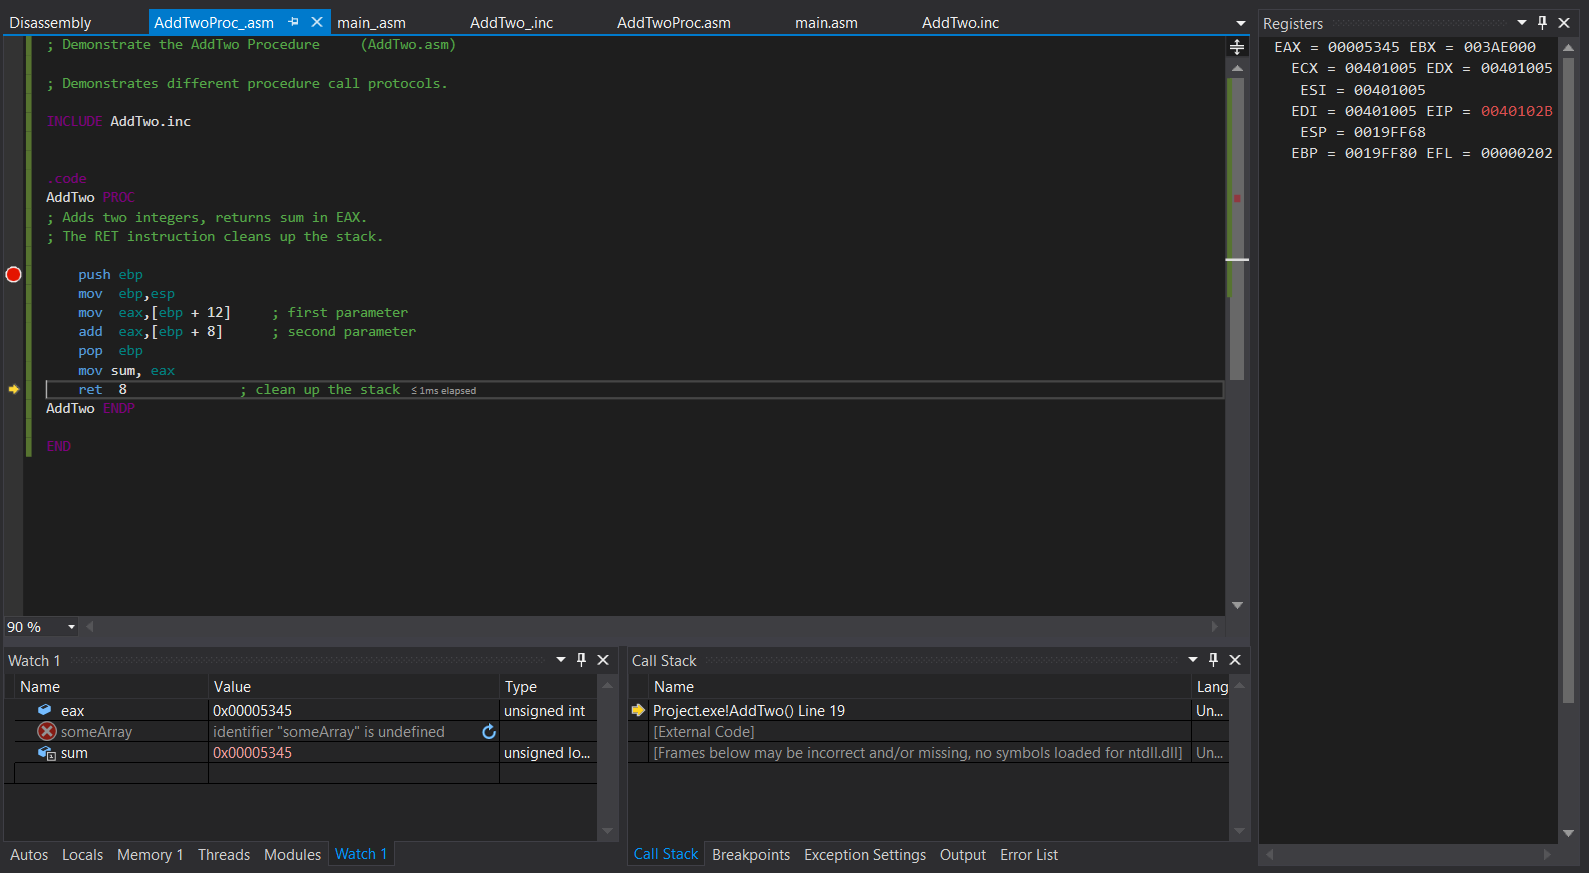 Disassembly AddTwoProc_.asm main_.asm AddTwo_.inc AddTwoProc.asm main.asm AddTwo.inc
; Demonstrate the AddTwo Procedure     (AddTwo.asm)
; Demonstrates different procedure call protocols.
INCLUDE AddTwo.inc
.code
AddTwo PROC
; Adds two integers, returns sum in EAX.
; The RET instruction cleans up the stack.
    push ebp
    mov  ebp,esp
    mov  eax,[ebp + 12]     ; first parameter
    add  eax,[ebp + 8]      ; second parameter
    pop  ebp
    mov sum, eax
    ret  8              ; clean up the stack ≤1ms elapsed
AddTwo ENDP
END
90 %
Registers
EAX = 00005345 EBX = 003AE000
ECX = 00401005 EDX = 00401005
ESI = 00401005
EDI = 00401005 EIP = 0040102B
ESP = 0019FF68
EBP = 0019FF80 EFL = 00000202
Watch 1
Name Value Type
eax 0x00005345 unsigned int
someArray identifier "someArray" is undefined
sum 0x00005345 unsigned lo...
Autos Locals Memory 1 Threads Modules Watch 1
Call Stack
Name Lang
Project.exe!AddTwo() Line 19 Un...
[External Code]
[Frames below may be incorrect and/or missing, no symbols loaded for ntdll.dll] Un...
Call Stack Breakpoints Exception Settings Output Error List